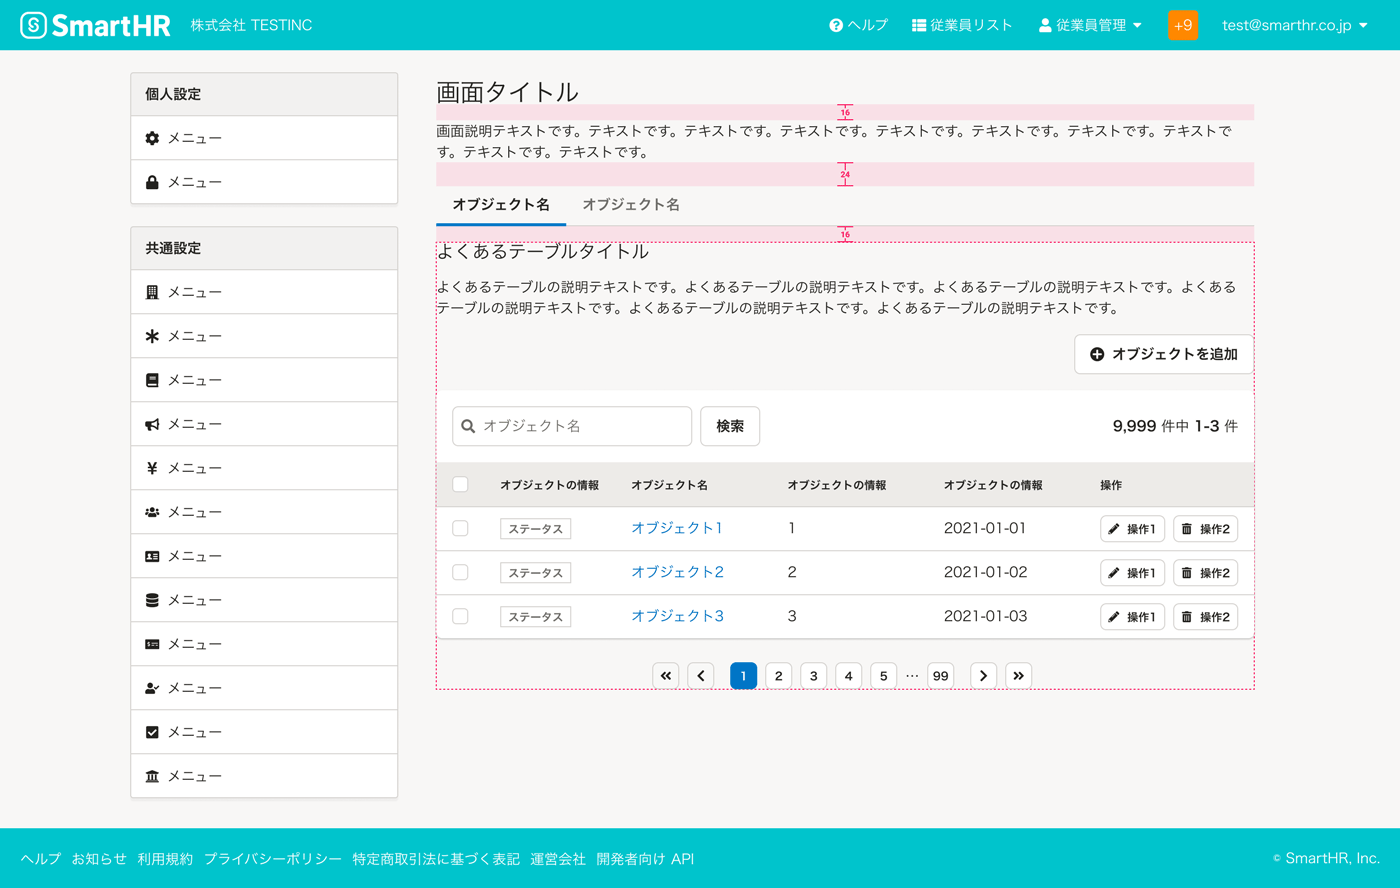 SmartHR 株式会社 TESTINC ヘルプ 従業員リスト 従業員管理 +9 test@smarthr.co.jp
個人設定
メニュー
メニュー
共通設定
メニュー
メニュー
メニュー
メニュー
メニュー
メニュー
メニュー
メニュー
メニュー
メニュー
メニュー
メニュー
画面タイトル
16
画面説明テキストです。テキストです。テキストです。テキストです。テキストです。テキストです。テキストです。テキストで
す。テキストです。テキストです。
24
オブジェクト名 オブジェクト名
16
よくあるテーブルタイトル
よくあるテーブルの説明テキストです。よくあるテーブルの説明テキストです。よくあるテーブルの説明テキストです。よくある
テーブルの説明テキストです。よくあるテーブルの説明テキストです。よくあるテーブルの説明テキストです。
オブジェクトを追加
オブジェクト名 検索 9,999 件中 1-3 件
オブジェクトの情報 オブジェクト名 オブジェクトの情報 オブジェクトの情報 操作
ステータス オブジェクト1 1 2021-01-01 操作1 操作2
ステータス オブジェクト2 2 2021-01-02 操作1 操作2
ステータス オブジェクト3 3 2021-01-03 操作1 操作2
1 2 3 4 5 … 99
ヘルプ お知らせ 利用規約 プライバシーポリシー 特定商取引法に基づく表記 運営会社 開発者向け API
© SmartHR, Inc.